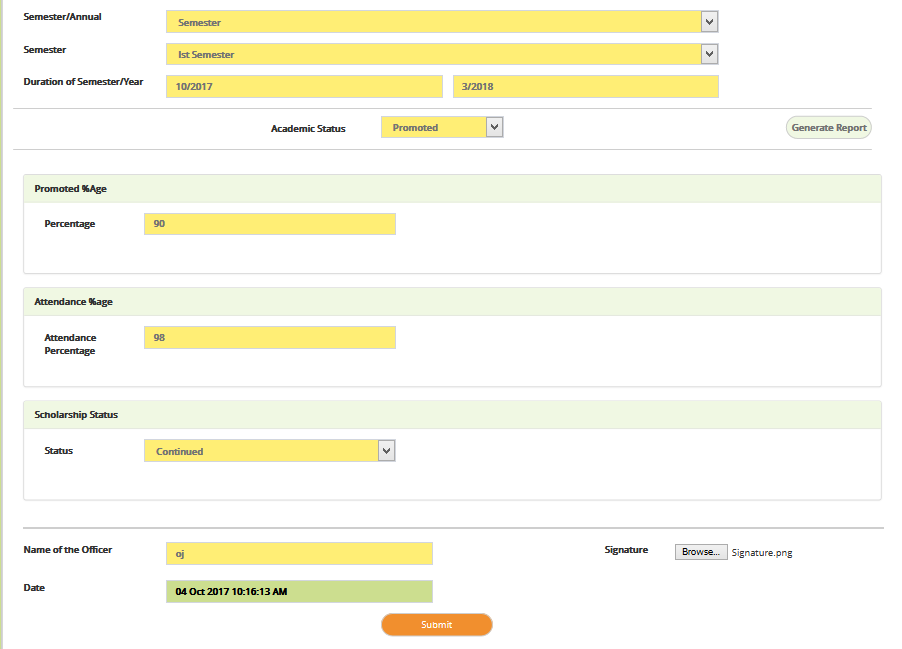 Semester/Annual Semester
Semester Ist Semester
Duration of Semester/Year 10/2017 3/2018
Academic Status Promoted Generate Report
Promoted %Age
Percentage 90
Attendance %age
Attendance 98
Percentage
Scholarship Status
Status Continued
Name of the Officer oj Signature Browse... Signature.png
Date 04 Oct 2017 10:16:13 AM
Submit